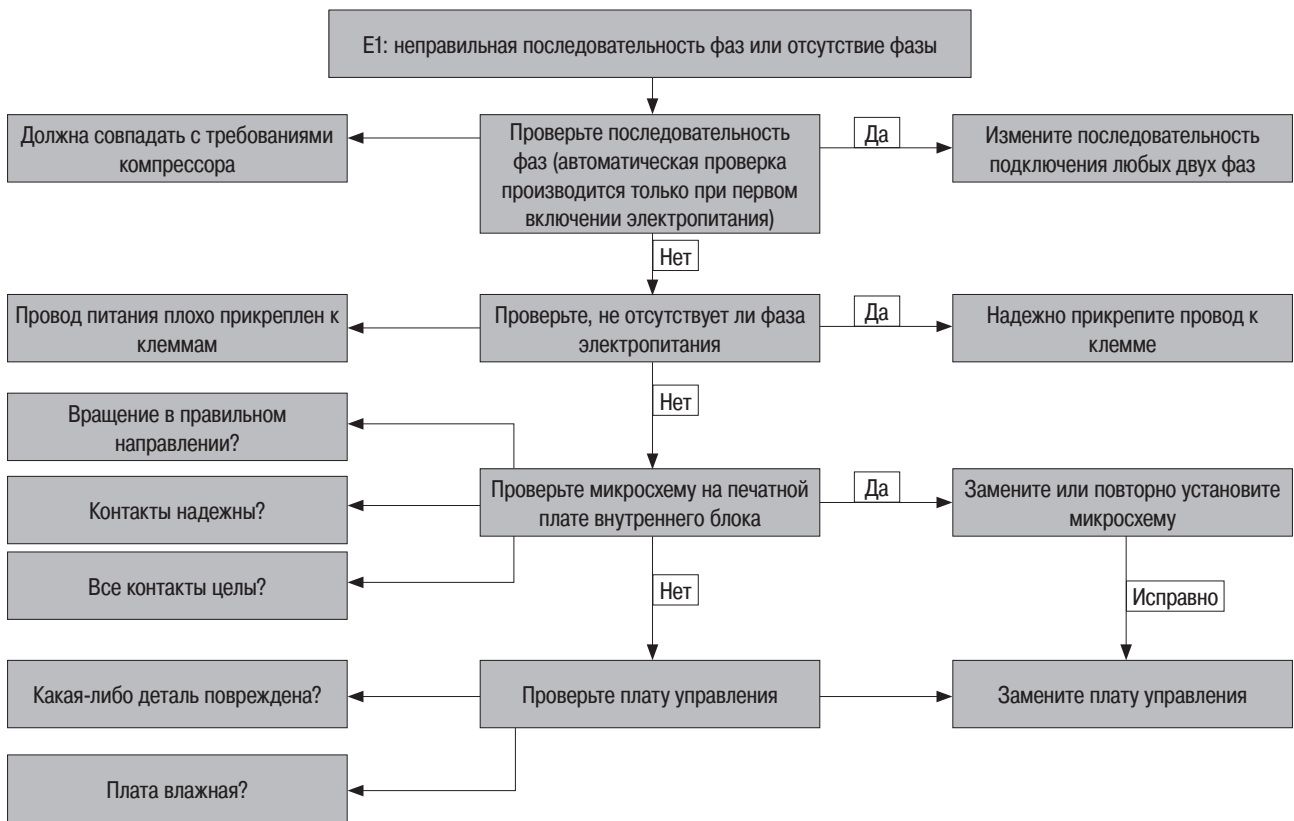 E1: неправильная последовательность фаз или отсутствие фазы
Должна совпадать с требованиями
компрессора
Проверьте последовательность
фаз (автоматическая проверка
производится только при первом
включении электропитания)
Да
Измените последовательность
подключения любых двух фаз
Нет
Провод питания плохо прикреплен к
клеммам
Проверьте, не отсутствует ли фаза
электропитания
Да
Надежно прикрепите провод к
клемме
Нет
Вращение в правильном
направлении?
Контакты надежны?
Все контакты целы?
Проверьте микросхему на печатной
плате внутреннего блока
Да
Замените или повторно установите
микросхему
Нет
Исправно
Какая-либо деталь повреждена?
Проверьте плату управления
Замените плату управления
Плата влажная?